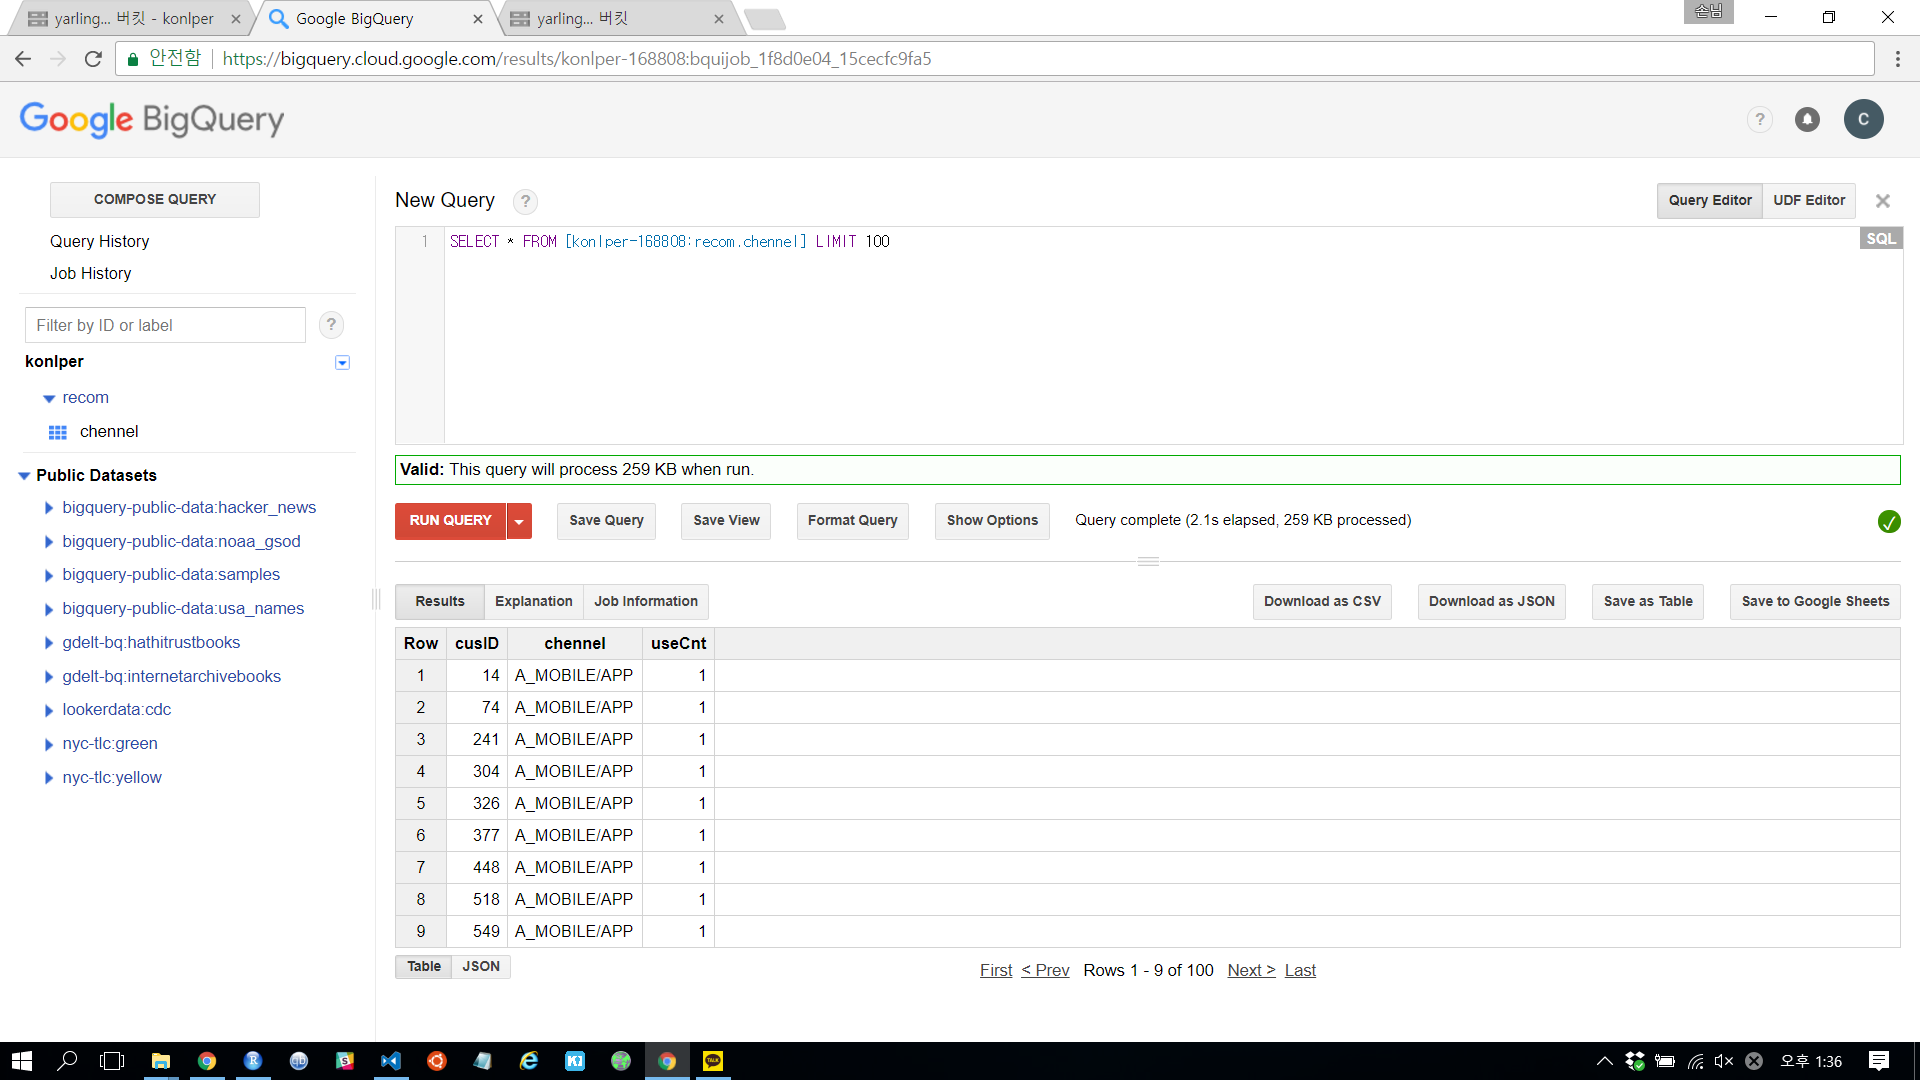 yarling... 버킷 - konlper
Google BigQuery
yarling... 버킷
손님
안전함
https://bigquery.cloud.google.com/results/konlper-168808:bquijob_1f8d0e04_15cecfc9fa5
Google BigQuery
?
C
COMPOSE QUERY
Query History
Job History
Filter by ID or label
?
konlper
recom
chennel
Public Datasets
bigquery-public-data:hacker_news
bigquery-public-data:noaa_gsod
bigquery-public-data:samples
bigquery-public-data:usa_names
gdelt-bq:hathitrustbooks
gdelt-bq:internetarchivebooks
lookerdata:cdc
nyc-tlc:green
nyc-tlc:yellow
New Query ?
Query Editor UDF Editor
1 SELECT * FROM [konlper-168808:recom.chennel] LIMIT 100
SQL
Valid: This query will process 259 KB when run.
RUN QUERY Save Query Save View Format Query Show Options Query complete (2.1s elapsed, 259 KB processed)
Results Explanation Job Information Download as CSV Download as JSON Save as Table Save to Google Sheets
Row cusID chennel useCnt
1 14 A_MOBILE/APP 1
2 74 A_MOBILE/APP 1
3 241 A_MOBILE/APP 1
4 304 A_MOBILE/APP 1
5 326 A_MOBILE/APP 1
6 377 A_MOBILE/APP 1
7 448 A_MOBILE/APP 1
8 518 A_MOBILE/APP 1
9 549 A_MOBILE/APP 1
Table JSON First < Prev Rows 1 - 9 of 100 Next > Last
TALK
오후 1:36